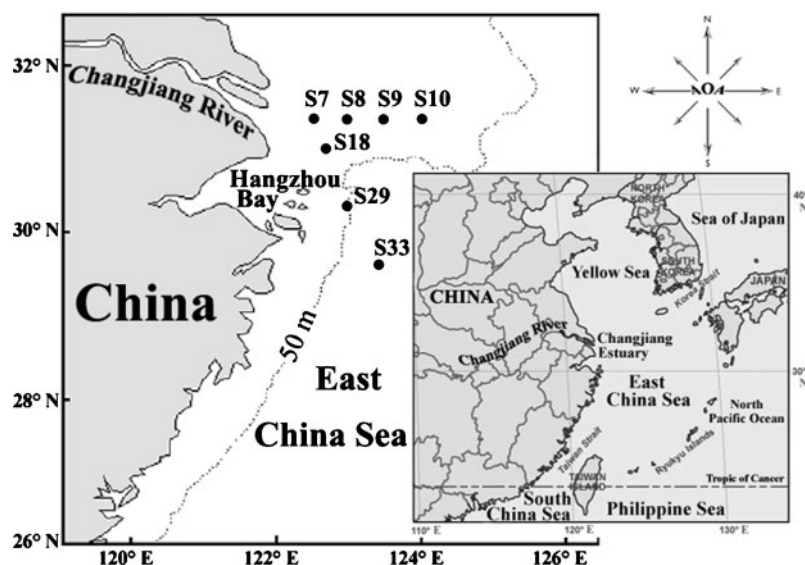 32° N
30° N
28° N
26° N
120° E
122° E
124° E
126° E
Changjiang River
S7
S8
S9
S10
S18
Hangzhou
Bay
S29
S33
China
50 m
East
China Sea
N
W
E
S
NORTH
KOREA
Sea of Japan
40°
N
Yellow Sea
SOUTH
KOREA
Korea Strait
JAPAN
CHINA
Changjiang River
Changjiang
Estuary
30°
N
East
China Sea
North
Pacific Ocean
Taiwan Strait
Ryukyu Islands
Tropic of Cancer
TAIWAN
ISLAND
South
China Sea
Philippine Sea
110° E
120° E
130° E